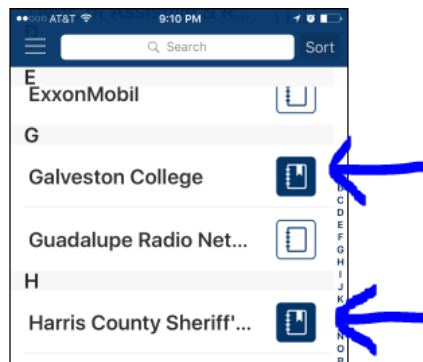 AT&T 9:10 PM
Search Sort
E
ExxonMobil
G
Galveston College
Guadalupe Radio Net...
H
Harris County Sheriff'...
D
C
D
E
F
G
H
I
J
K
N
O
P